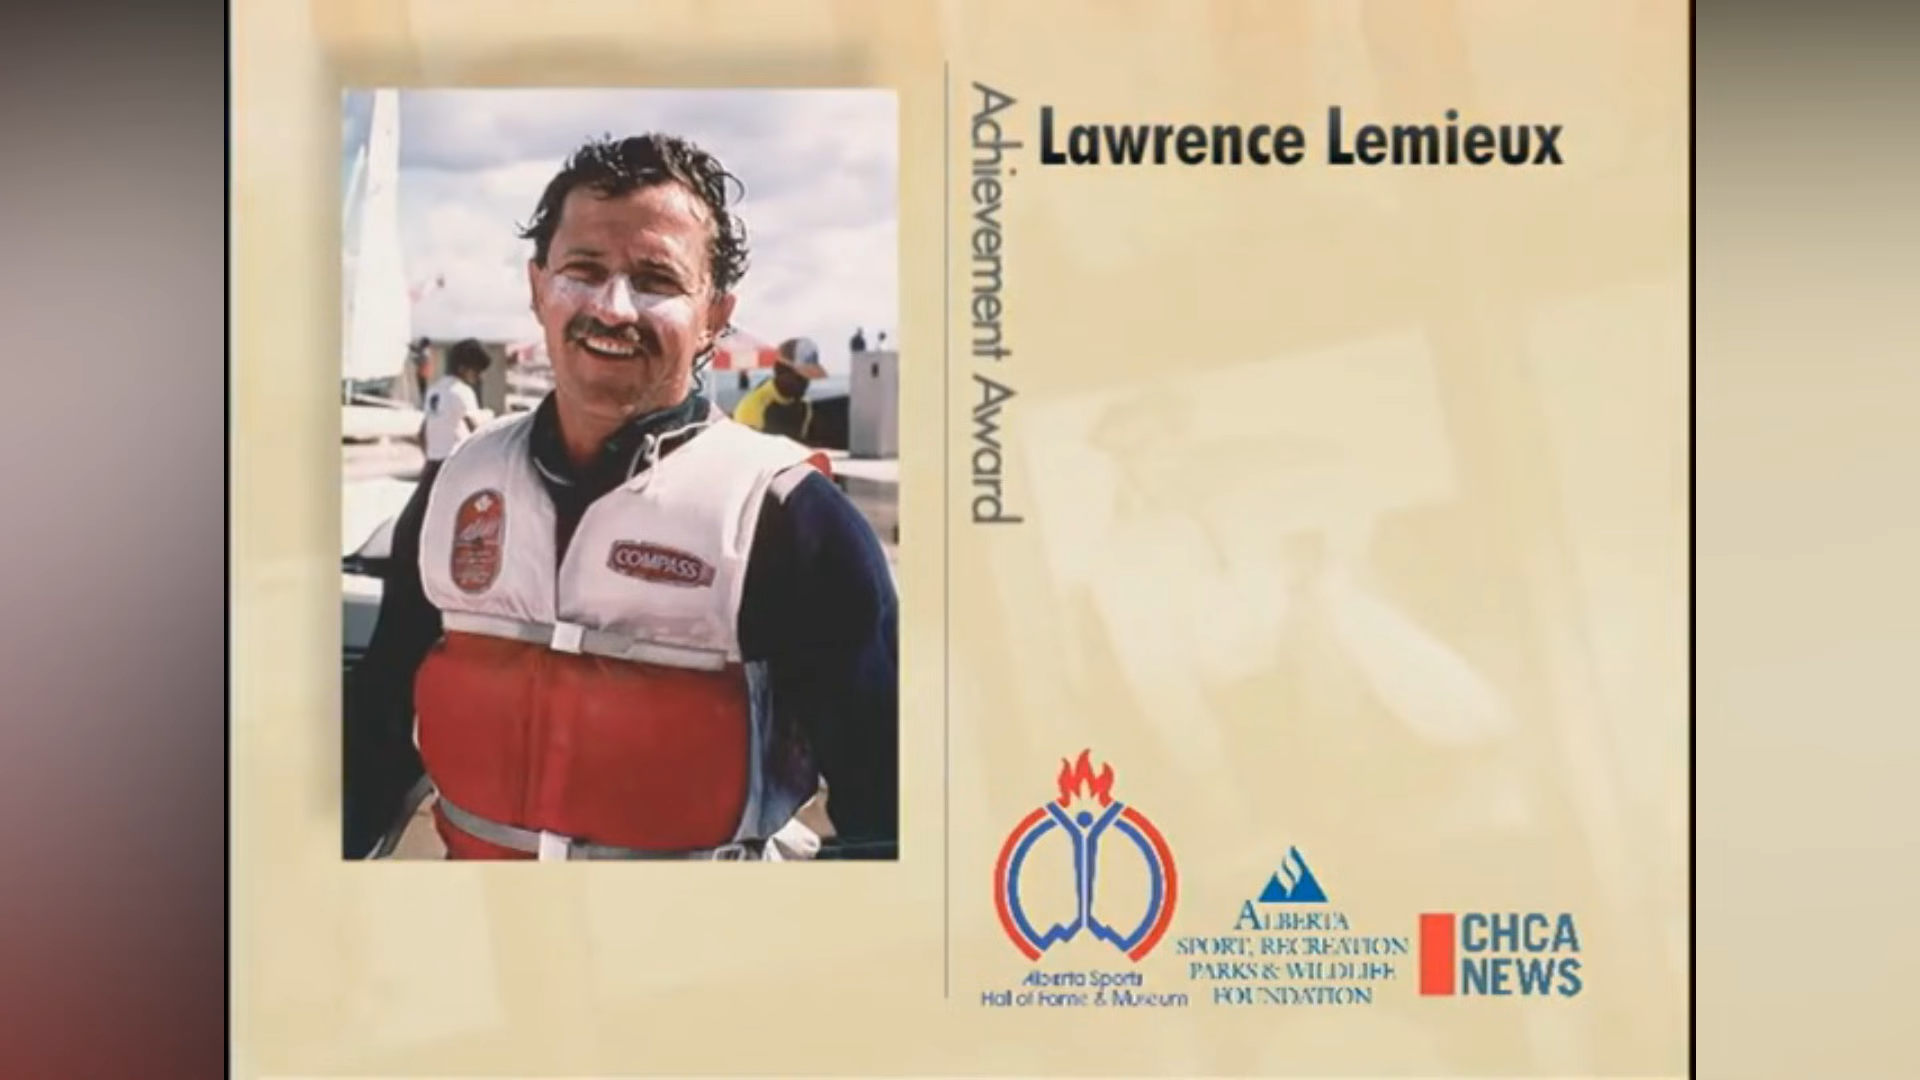 Achievement Award
Lawrence Lemieux
COMPASS
Alberta Sports
Hall of Fame & Museum
ALBERTA
SPORT, RECREATION
PARKS & WILDLIFE
FOUNDATION
CHCA
NEWS